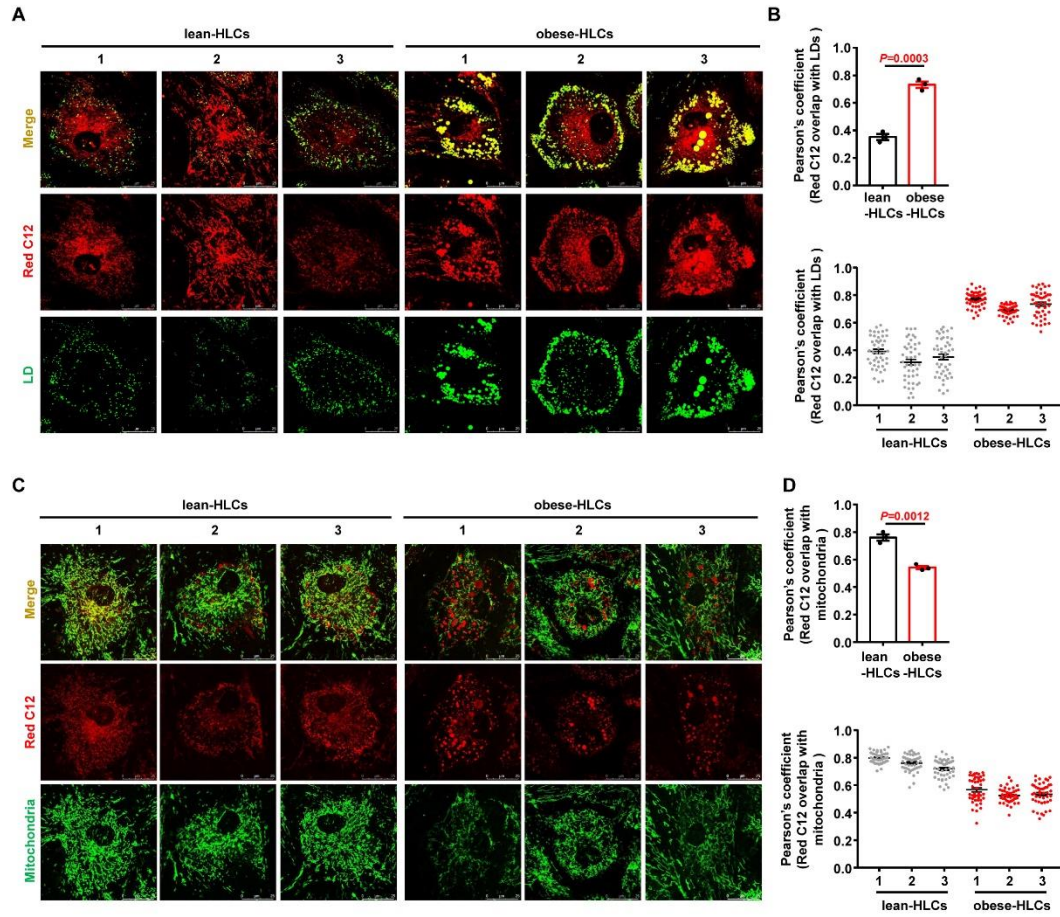 A
lean-HLCs
obese-HLCs
1 2 3 1 2 3
Merge
Red C12
LD
B
Pearson's coefficient
( Red C12 overlap with LDs )
1.0
0.8
0.6
0.4
0.2
0.0
P=0.0003
lean
-HLCs
obese
-HLCs
Pearson's coefficient
( Red C12 overlap with LDs )
1.0
0.8
0.6
0.4
0.2
0.0
1 2 3 1 2 3
lean-HLCs
obese-HLCs
C
lean-HLCs
obese-HLCs
1 2 3 1 2 3
Merge
Red C12
Mitochondria
D
Pearson's coefficient
( Red C12 overlap with
mitochondria )
1.0
0.8
0.6
0.4
0.2
0.0
P=0.0012
lean
-HLCs
obese
-HLCs
Pearson's coefficient
( Red C12 overlap with
mitochondria )
1.0
0.8
0.6
0.4
0.2
0.0
1 2 3 1 2 3
lean-HLCs
obese-HLCs